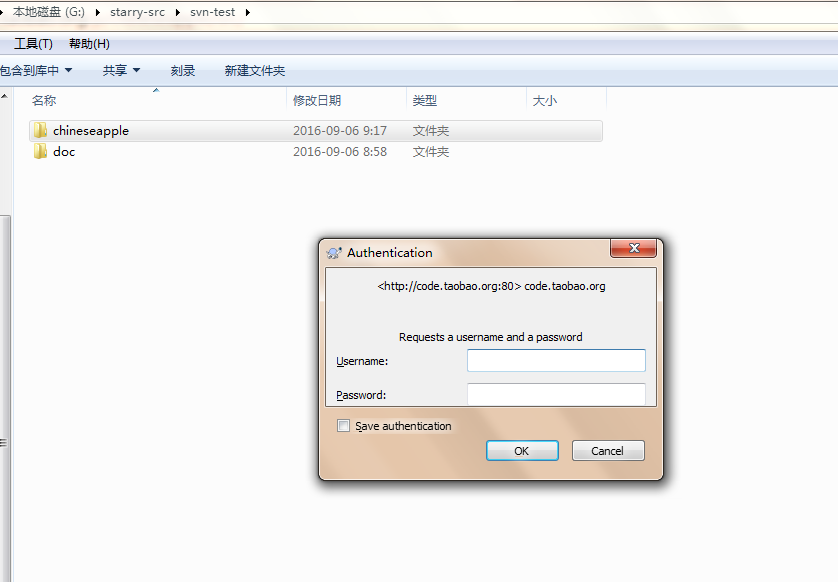 本地磁盘 (G:) starry-src svn-test
工具(T) 帮助(H)
包含到库中 共享 刻录 新建文件夹
名称 修改日期 类型 大小
chineseapple 2016-09-06 9:17 文件夹
doc 2016-09-06 8:58 文件夹
Authentication
<http://code.taobao.org:80> code.taobao.org
Requests a username and a password
Username:
Password:
Save authentication
OK Cancel